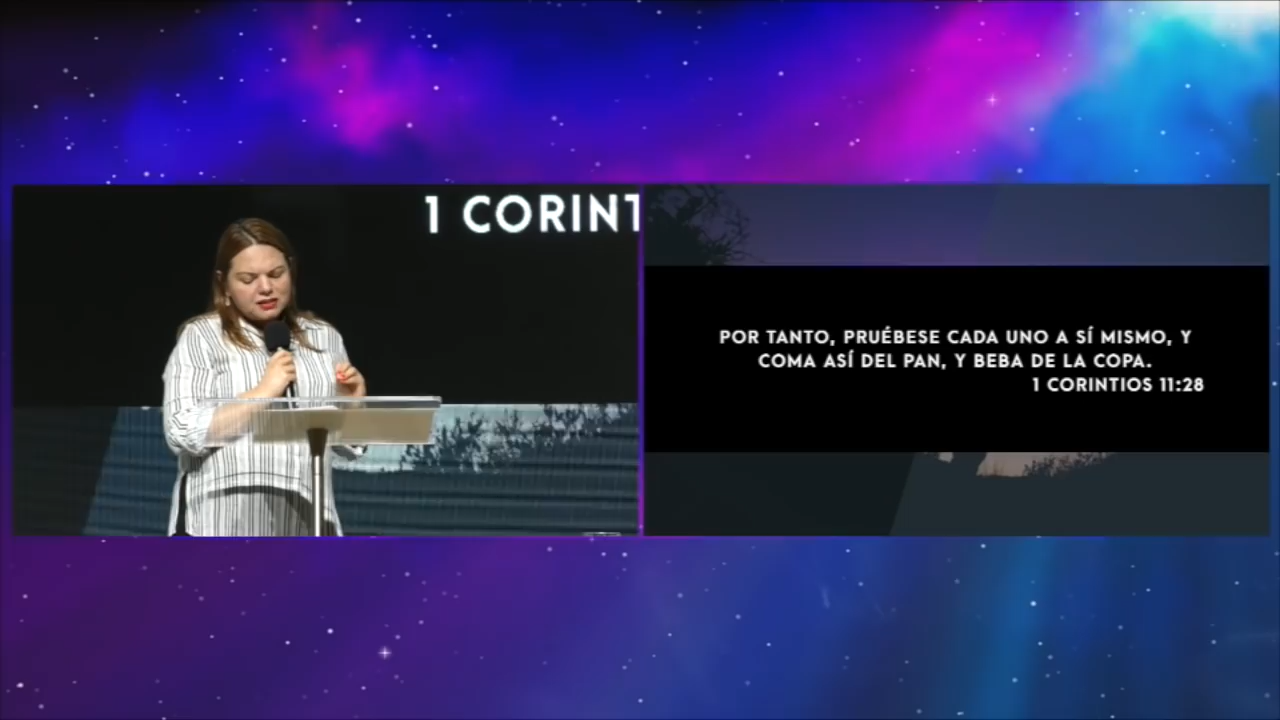 1 CORINT
POR TANTO, PRUÉBESE CADA UNO A SÍ MISMO, Y
COMA ASÍ DEL PAN, Y BEBA DE LA COPA.
1 CORINTIOS 11:28